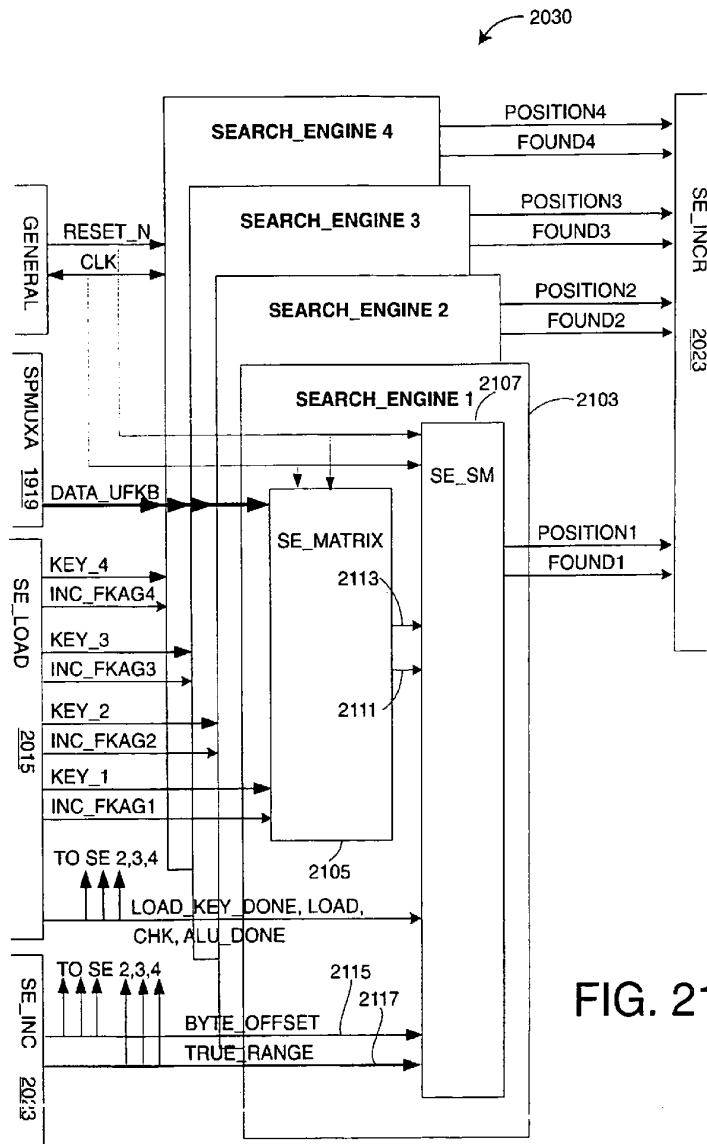 2030
SEARCH_ENGINE 4
POSITION4
FOUND4
SEARCH_ENGINE 3
POSITION3
FOUND3
SEARCH_ENGINE 2
POSITION2
FOUND2
SE_INCR
2023
GENERAL
RESET_N
CLK
SEARCH_ENGINE 1
2107
2103
SE_SM
SPMUXA
1919
DATA_UFKB
SE_MATRIX
POSITION1
FOUND1
2113
2111
SE_LOAD
2015
KEY_4
INC_FKAG4
KEY_3
INC_FKAG3
KEY_2
INC_FKAG2
KEY_1
INC_FKAG1
2105
TO SE 2,3,4
LOAD_KEY_DONE, LOAD,
CHK, ALU_DONE
SE_INC
2023
TO SE 2,3,4
2115
BYTE_OFFSET
2117
TRUE_RANGE
FIG. 21